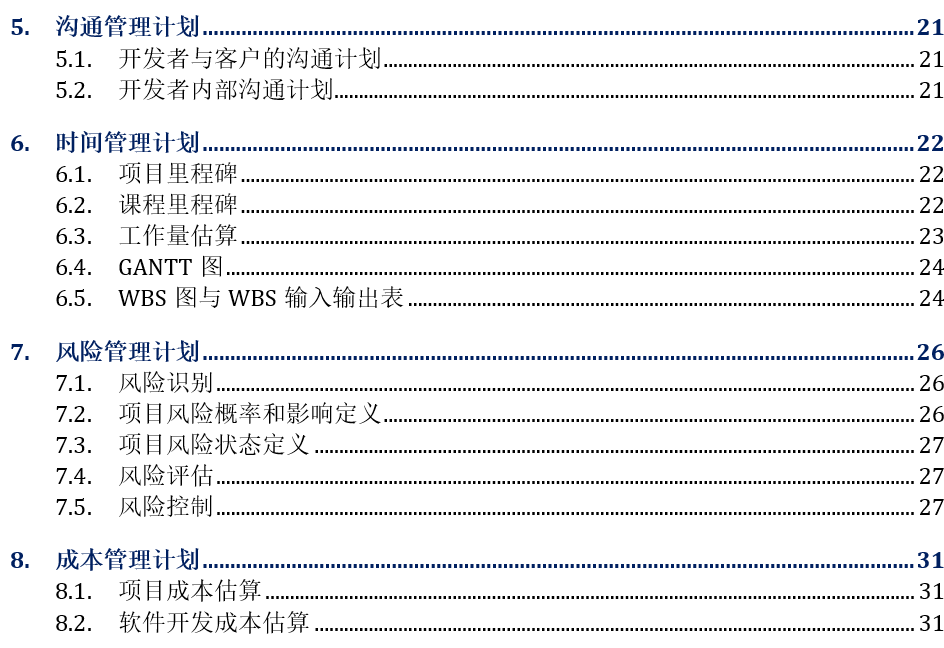 5. 沟通管理计划 21
5.1. 开发者与客户的沟通计划 21
5.2. 开发者内部沟通计划 21
6. 时间管理计划 22
6.1. 项目里程碑 22
6.2. 课程里程碑 22
6.3. 工作量估算 23
6.4. GANTT 图 24
6.5. WBS 图与 WBS 输入输出表 24
7. 风险管理计划 26
7.1. 风险识别 26
7.2. 项目风险概率和影响定义 26
7.3. 项目风险状态定义 27
7.4. 风险评估 27
7.5. 风险控制 27
8. 成本管理计划 31
8.1. 项目成本估算 31
8.2. 软件开发成本估算 31